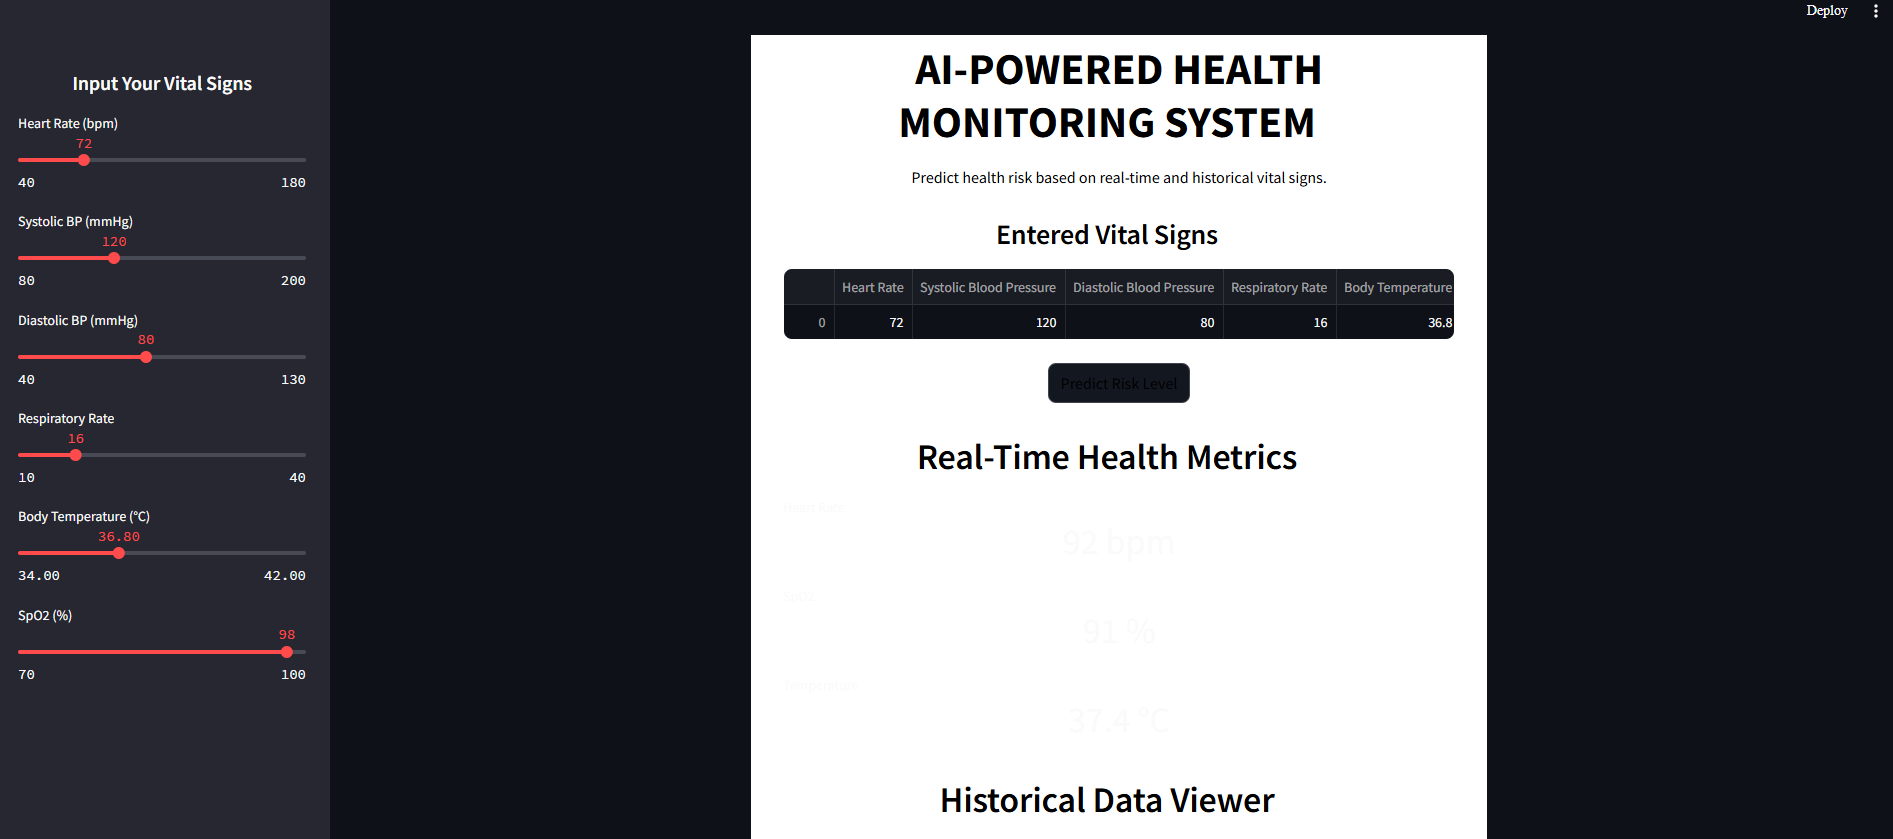 Deploy
Input Your Vital Signs
Heart Rate (bpm)
72
40 180
Systolic BP (mmHg)
120
80 200
Diastolic BP (mmHg)
80
40 130
Respiratory Rate
16
10 40
Body Temperature (°C)
36.80
34.00 42.00
SpO2 (%)
98
70 100
AI-POWERED HEALTH
MONITORING SYSTEM
Predict health risk based on real-time and historical vital signs.
Entered Vital Signs
Heart Rate Systolic Blood Pressure Diastolic Blood Pressure Respiratory Rate Body Temperature
0 72 120 80 16 36.8
Predict Risk Level
Real-Time Health Metrics
Heart Rate
92 bpm
SpO2
91 %
Temperature
37.4 °C
Historical Data Viewer